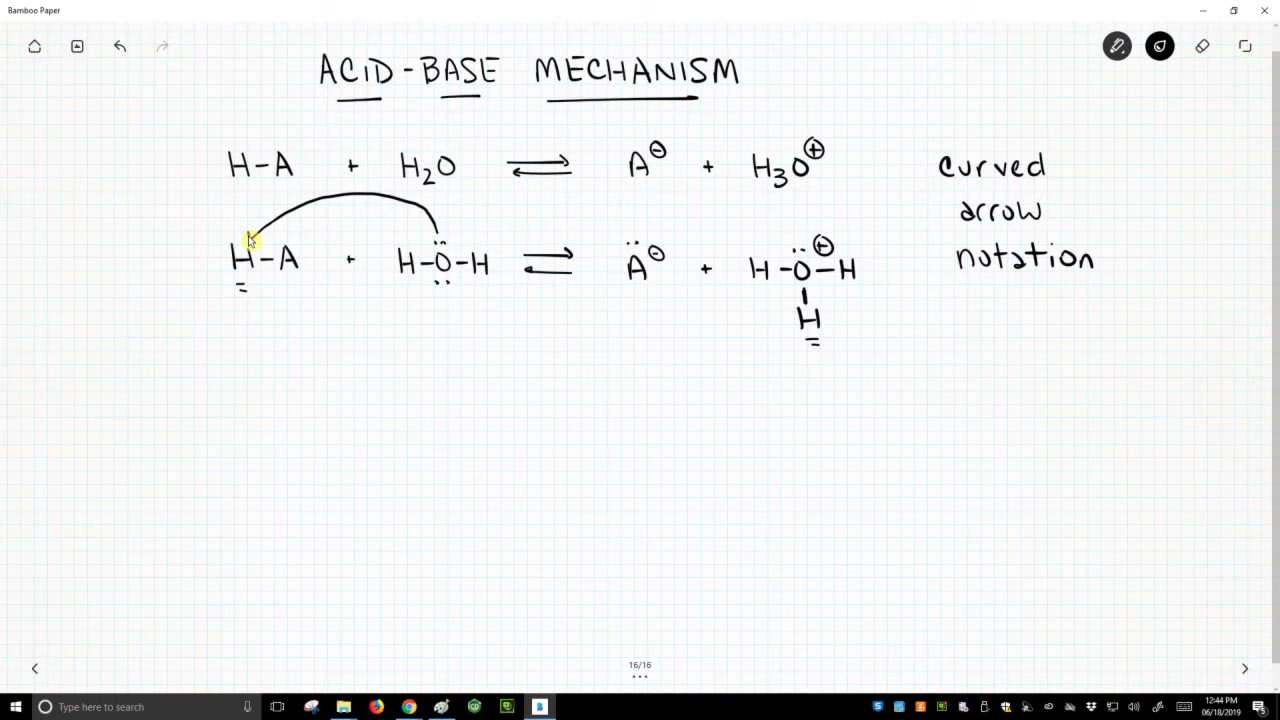 Bamboo Paper
ACID-BASE MECHANISM
H-A + H₂O ⇌ A⊖ + H₃O⊕
curved
arrow
notation
H-A + H-Ö-H ⇌ Ä⊖ + H-Ö-H ⊕
H
16/16
Type here to search
12:44 PM
06/18/2019
5